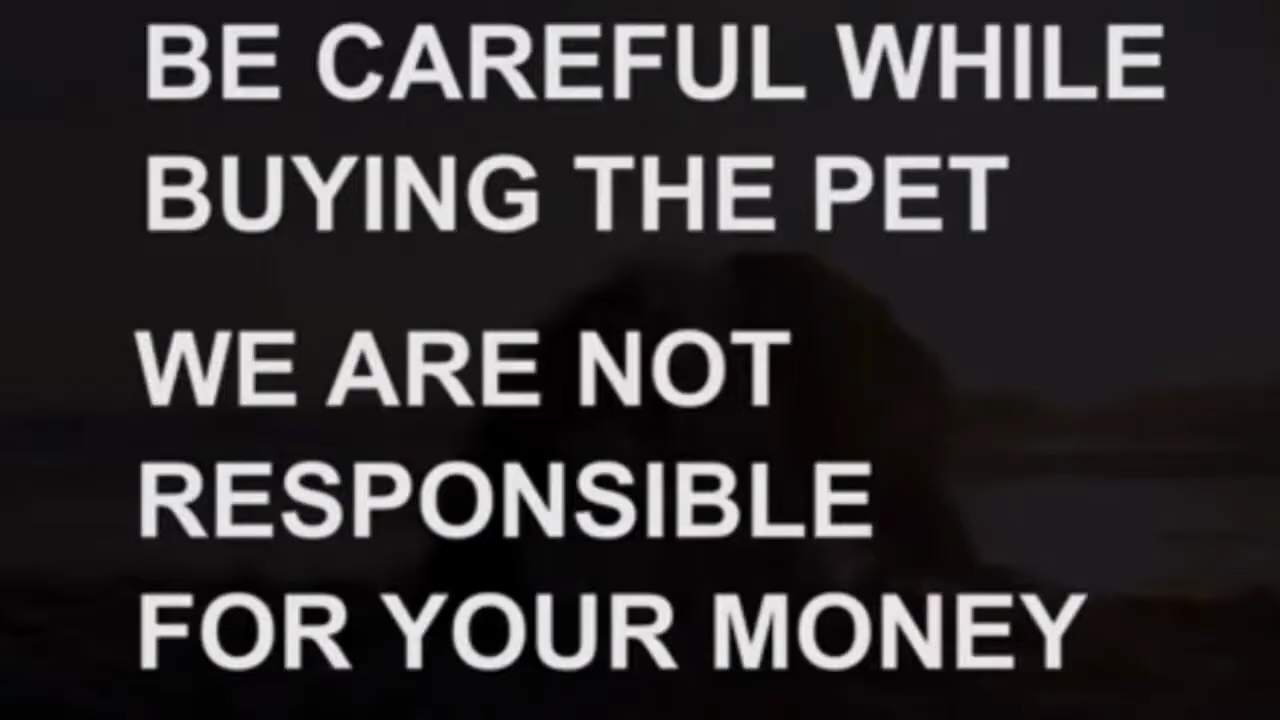 BE CAREFUL WHILE
BUYING THE PET
WE ARE NOT
RESPONSIBLE
FOR YOUR MONEY